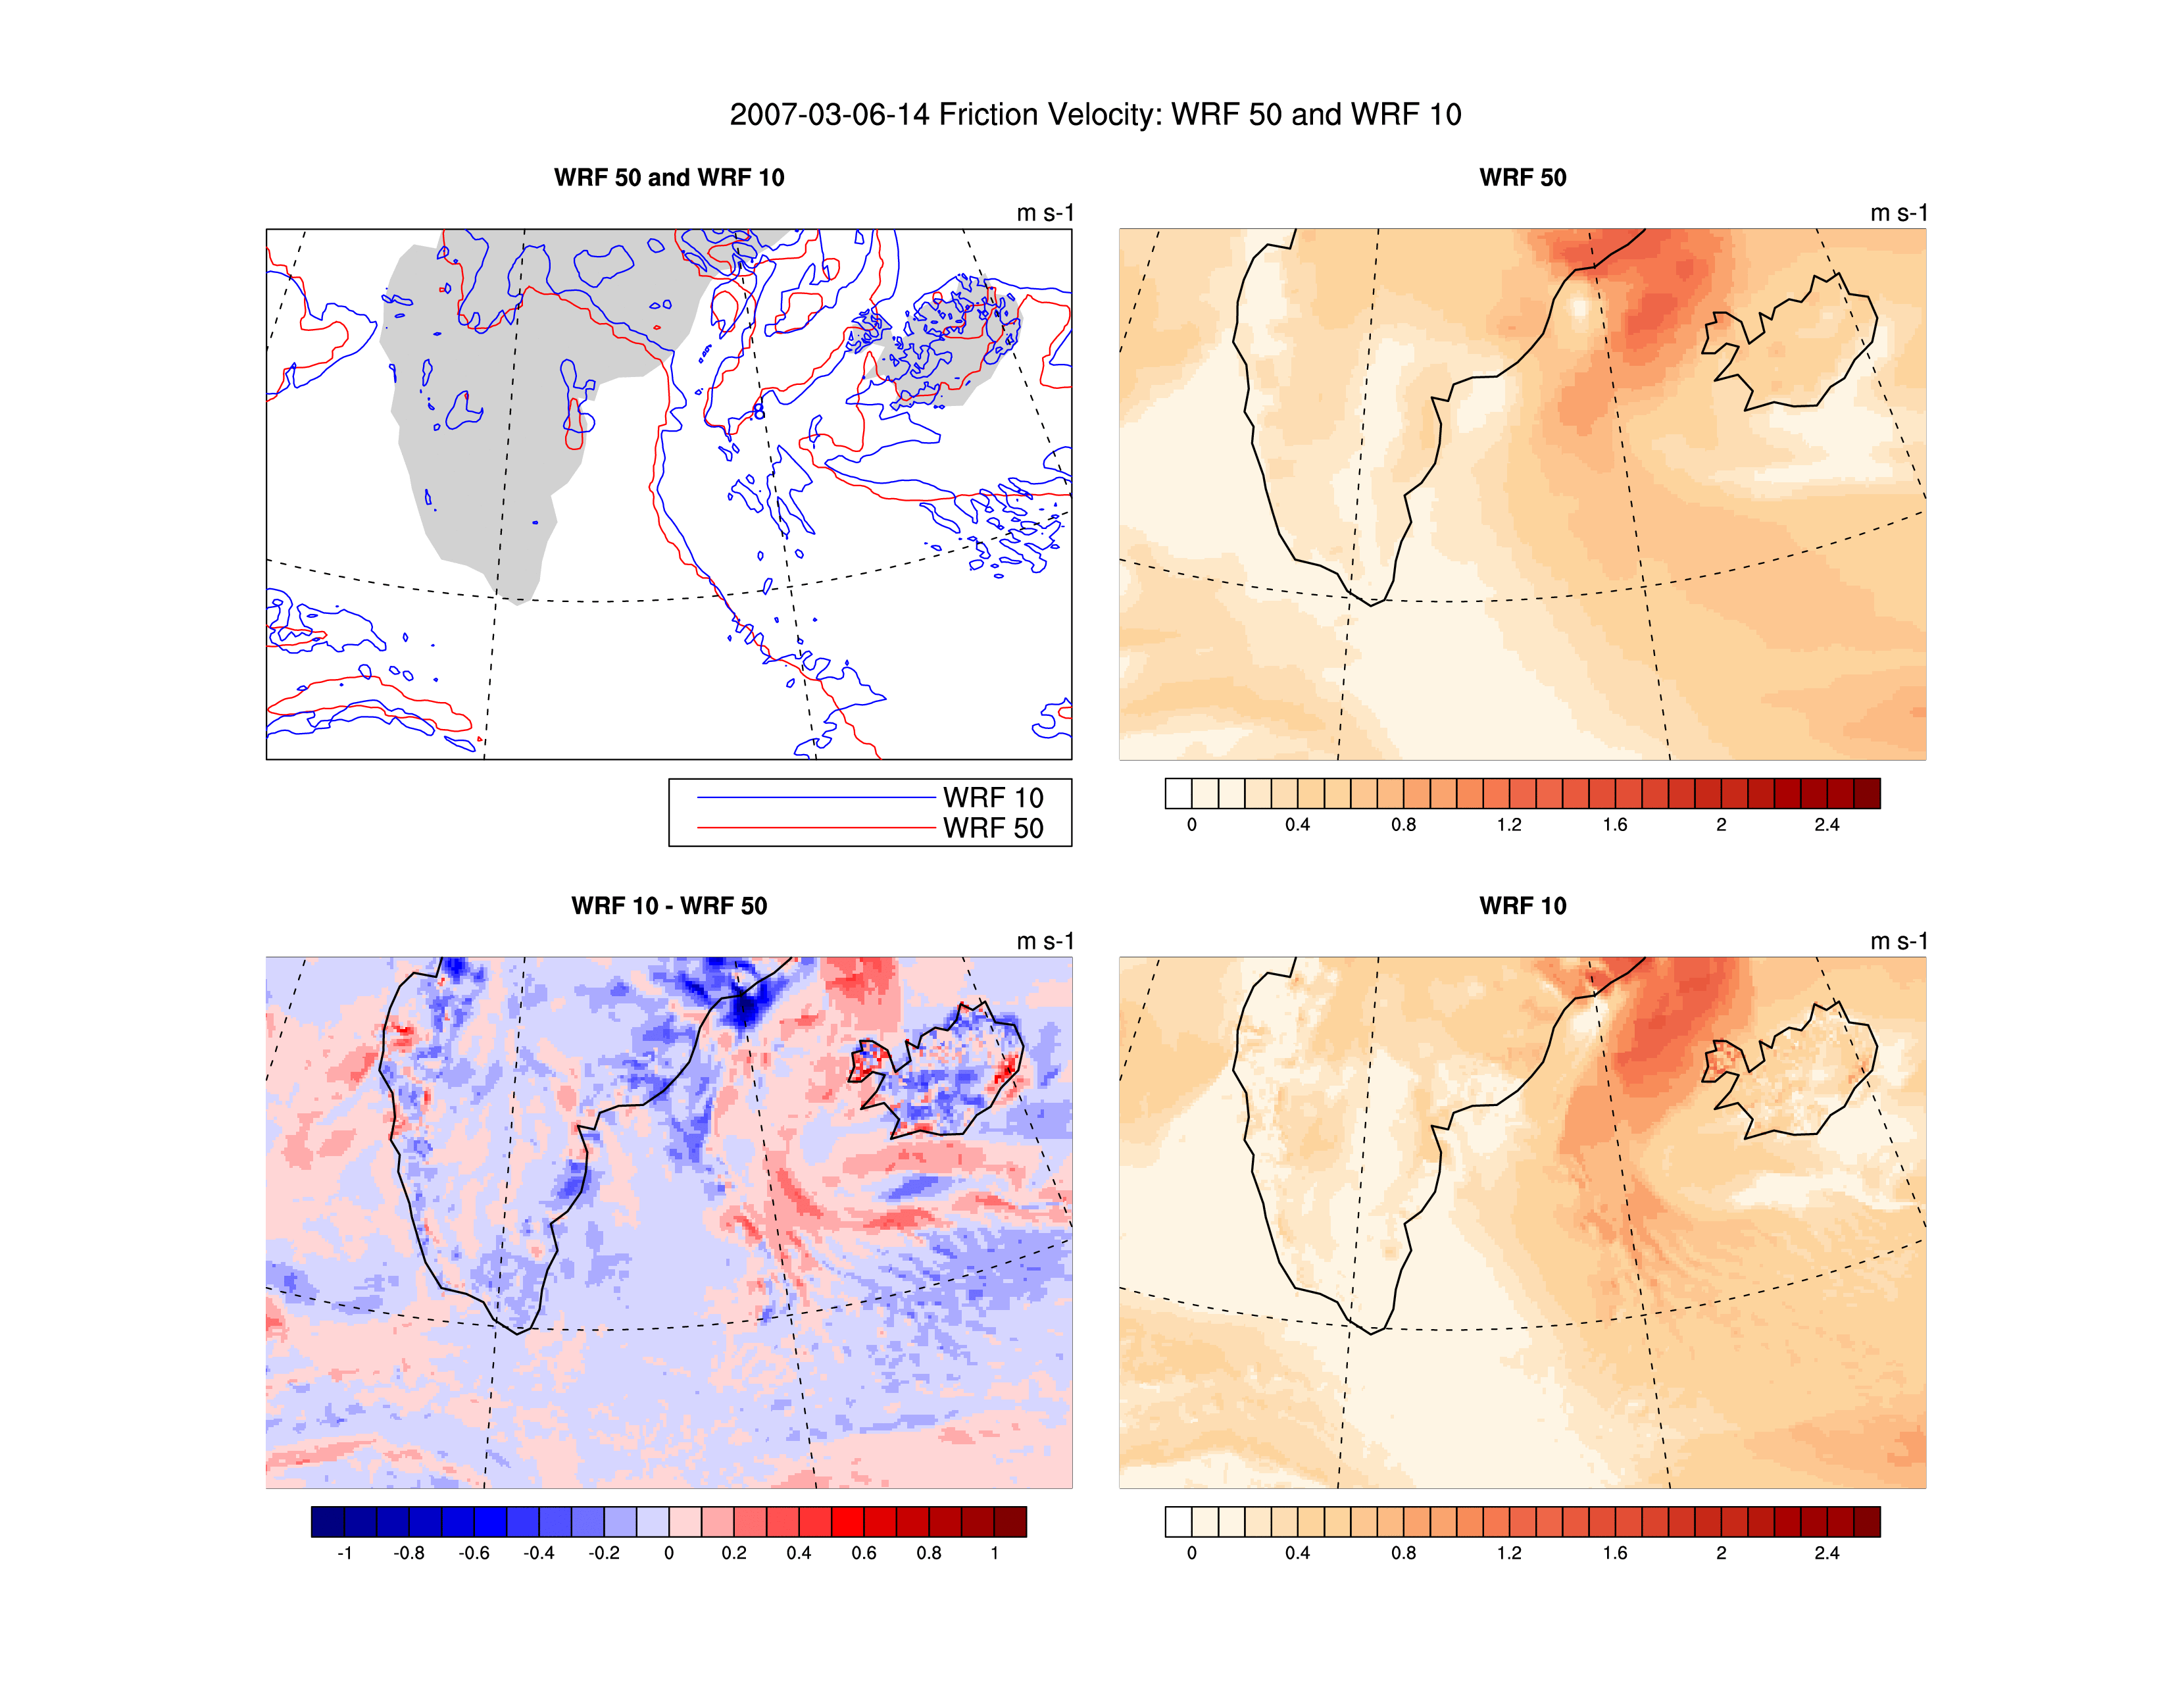 2007-03-06-14 Friction Velocity: WRF 50 and WRF 10
WRF 50 and WRF 10
m s-1
WRF 50
m s-1
8
WRF 10
WRF 50
0 0.4 0.8 1.2 1.6 2 2.4
WRF 10 - WRF 50
m s-1
WRF 10
m s-1
-1 -0.8 -0.6 -0.4 -0.2 0 0.2 0.4 0.6 0.8 1
0 0.4 0.8 1.2 1.6 2 2.4